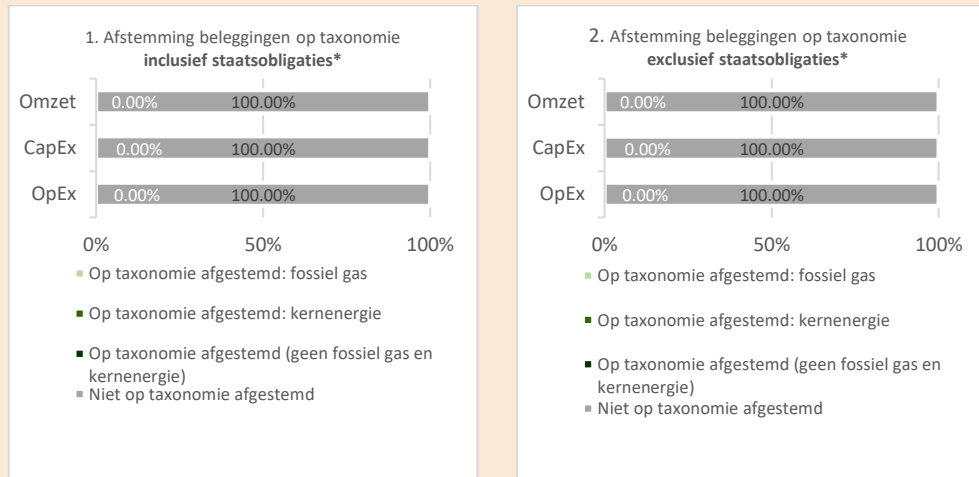 1. Afstemming beleggingen op taxonomie
inclusief staatsobligaties*
Omzet 0.00% 100.00%
CapEx 0.00% 100.00%
OpEx 0.00% 100.00%
0% 50% 100%
Op taxonomie afgestemd: fossiel gas
Op taxonomie afgestemd: kernenergie
Op taxonomie afgestemd (geen fossiel gas en
kernenergie)
Niet op taxonomie afgestemd
2. Afstemming beleggingen op taxonomie
exclusief staatsobligaties*
Omzet 0.00% 100.00%
CapEx 0.00% 100.00%
OpEx 0.00% 100.00%
0% 50% 100%
Op taxonomie afgestemd: fossiel gas
Op taxonomie afgestemd: kernenergie
Op taxonomie afgestemd (geen fossiel gas en
kernenergie)
Niet op taxonomie afgestemd